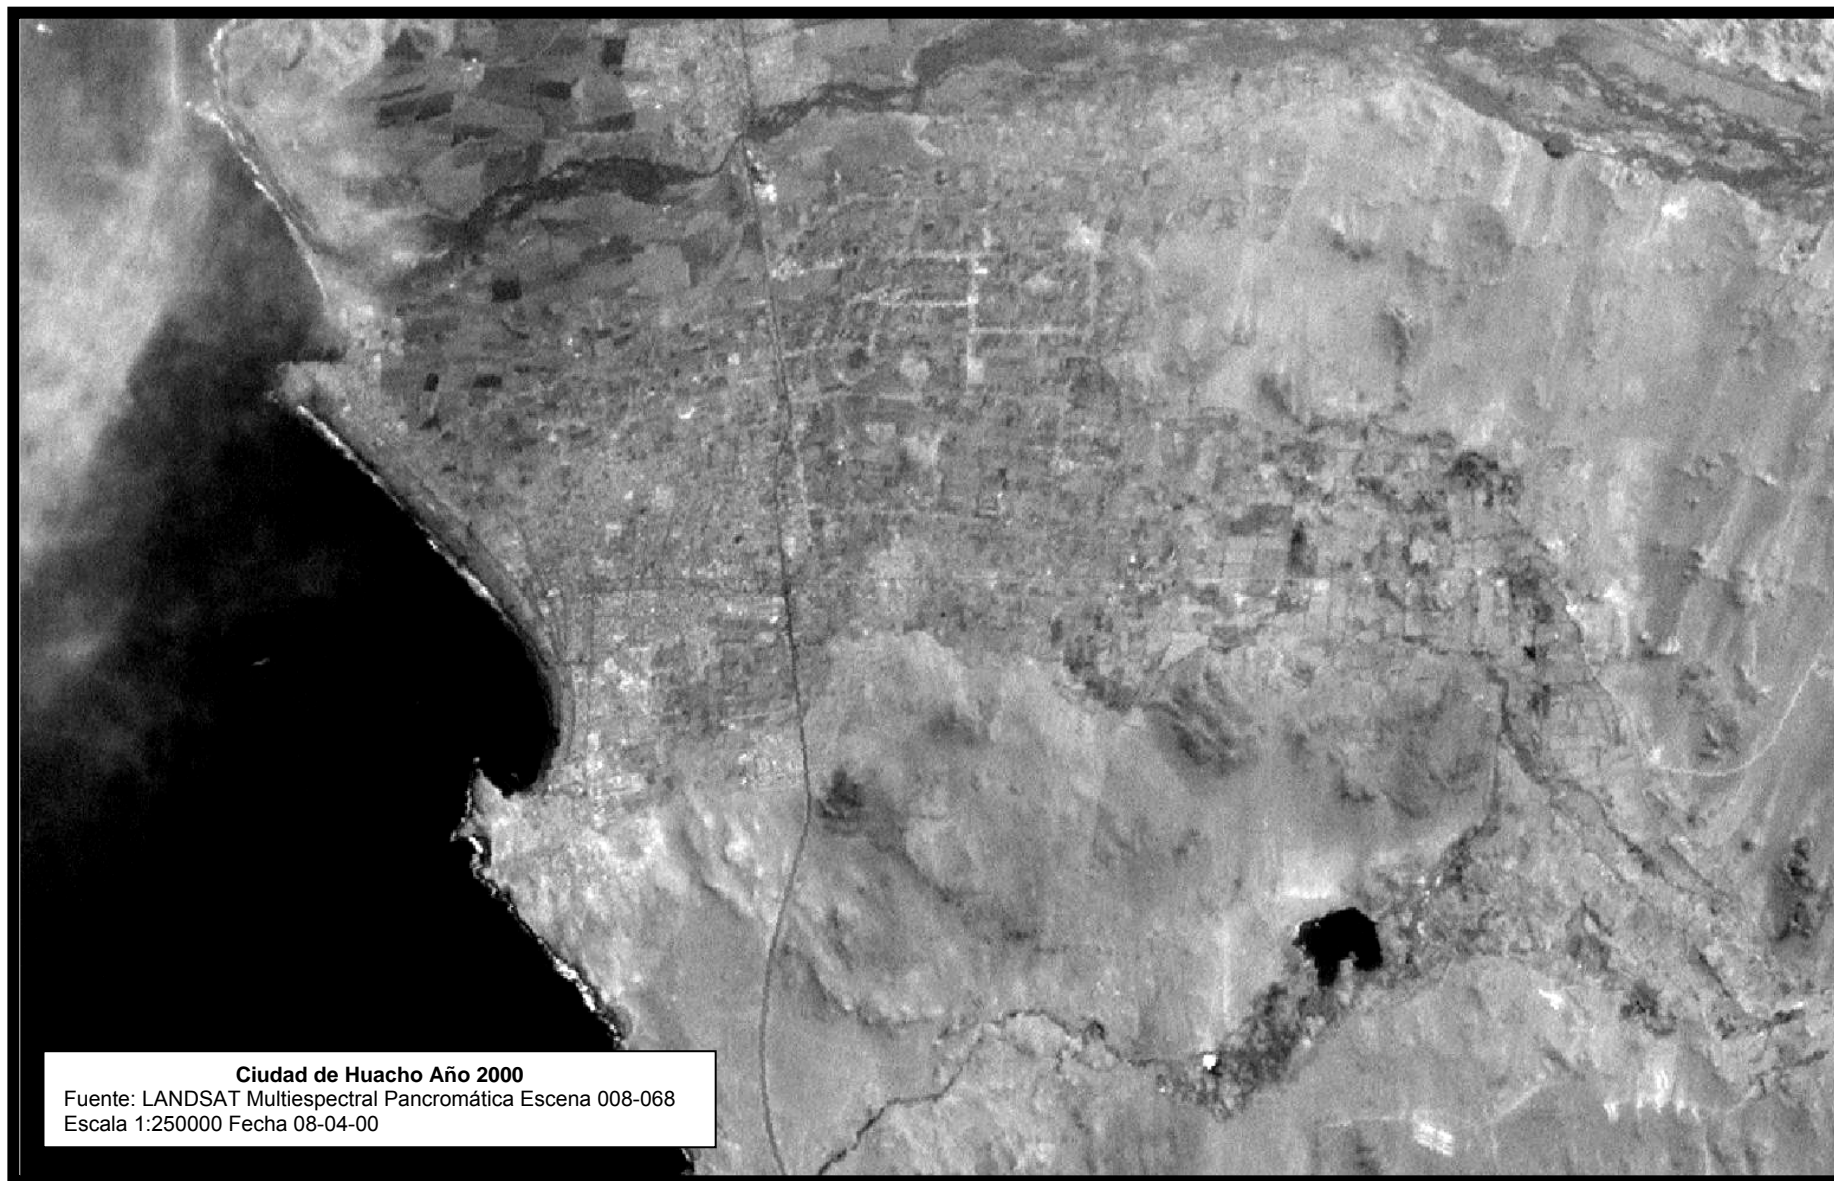 Ciudad de Huacho Año 2000
Fuente: LANDSAT Multiespectral Pancromática Escena 008-068
Escala 1:250000 Fecha 08-04-00